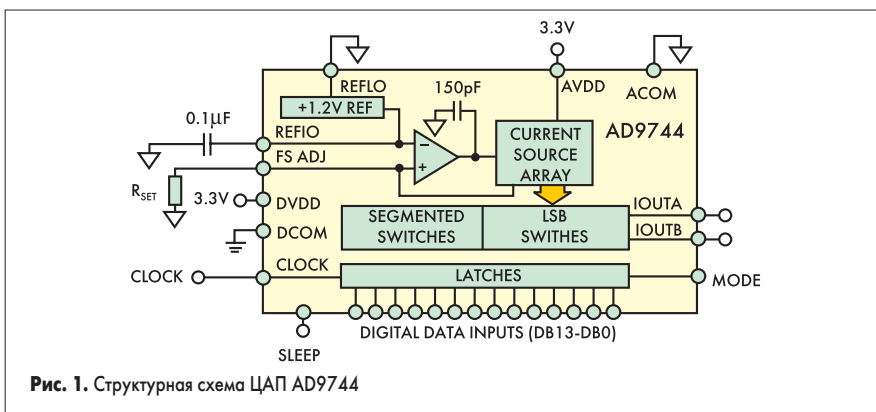 3.3V
REFLO
150pF
AVDD
ACOM
+1.2V REF
0.1μF
REFIO
AD9744
CURRENT
SOURCE
ARRAY
–
FS ADJ
+
RSET
3.3V
DVDD
IOUTA
SEGMENTED
SWITCHES
LSB
SWITHES
IOUTB
DCOM
CLOCK
CLOCK
LATCHES
MODE
DIGITAL DATA INPUTS (DB13-DB0)
SLEEP
Рис. 1. Структурная схема ЦАП AD9744